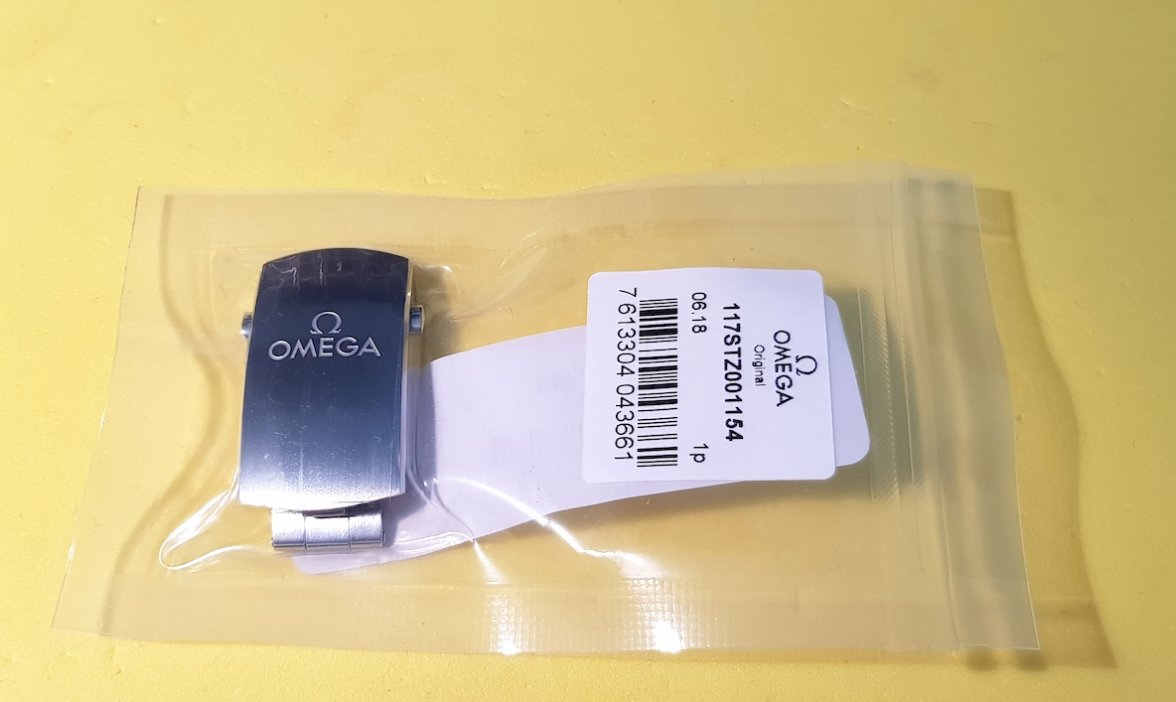 Ω
OMEGA
Ω
OMEGA
Original
117STZ001154
06.18 1p
7 613304 043661